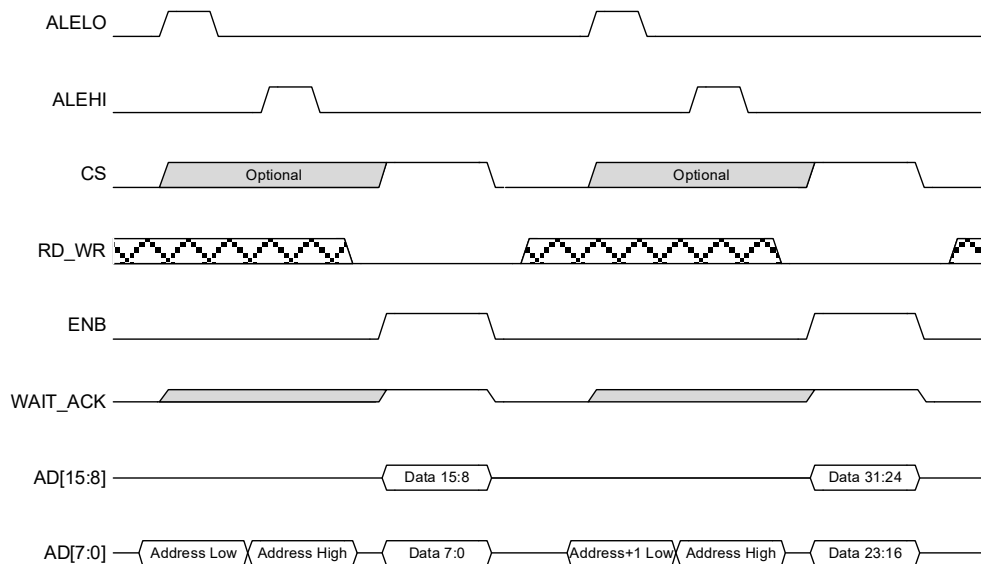 ALELO
ALEHI
CS
Optional
Optional
RD_WR
ENB
WAIT_ACK
AD[15:8]
Data 15:8
Data 31:24
AD[7:0]
Address Low
Address High
Data 7:0
Address+1 Low
Address High
Data 23:16